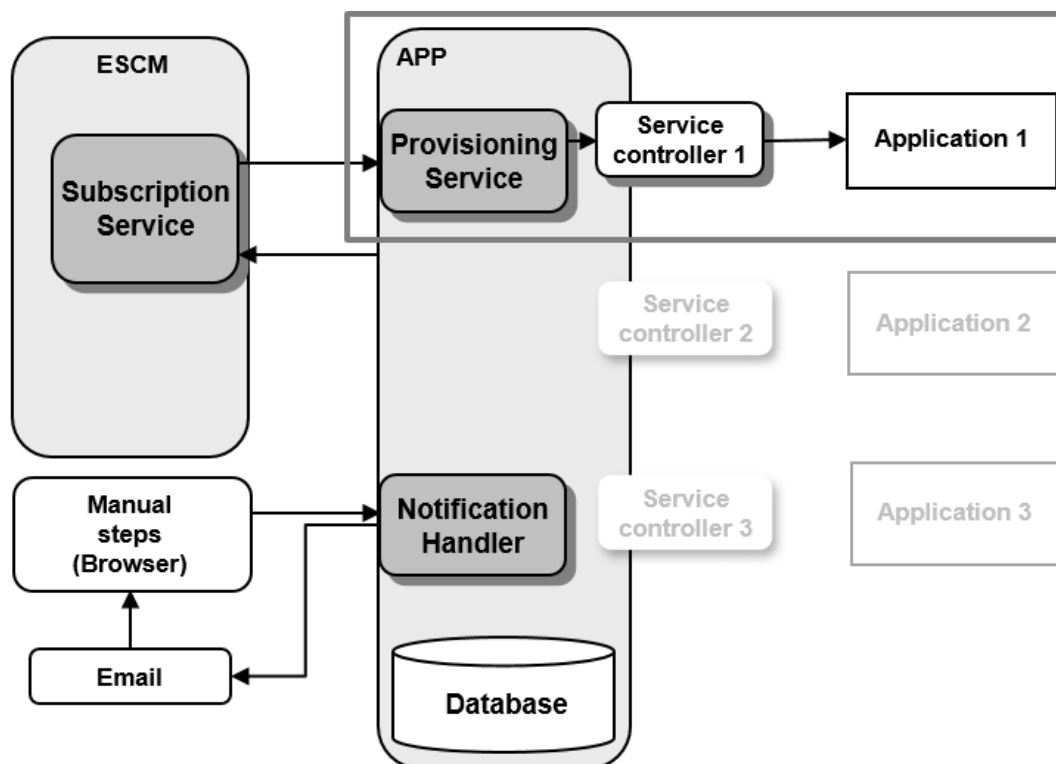 ESCM
APP
Subscription
Service
Provisioning
Service
Service
controller 1
Application 1
Service
controller 2
Application 2
Manual
steps
(Browser)
Notification
Handler
Service
controller 3
Application 3
Email
Database